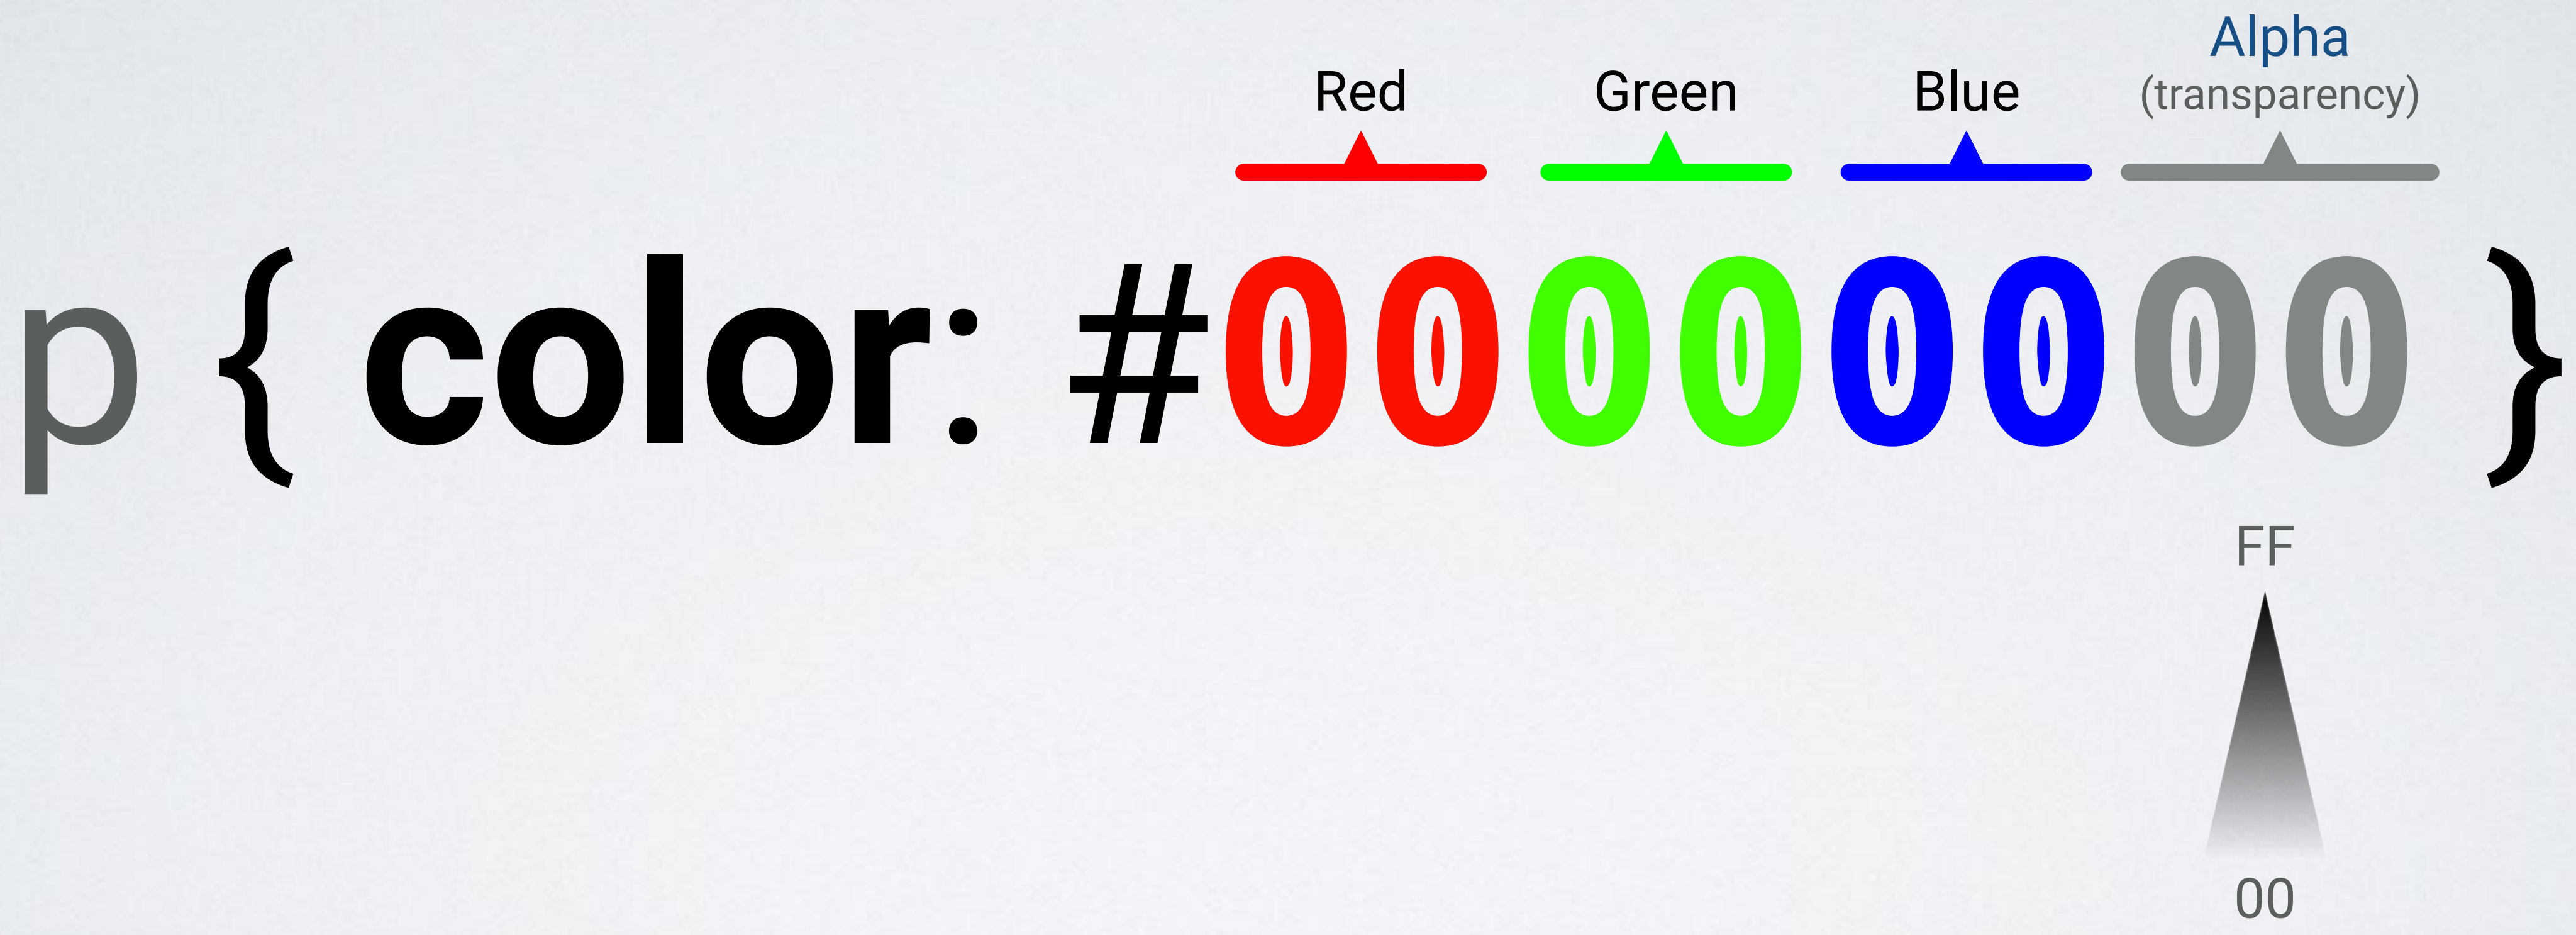 Alpha
Red Green Blue (transparency)
p { color: #00000000 }
FF
00